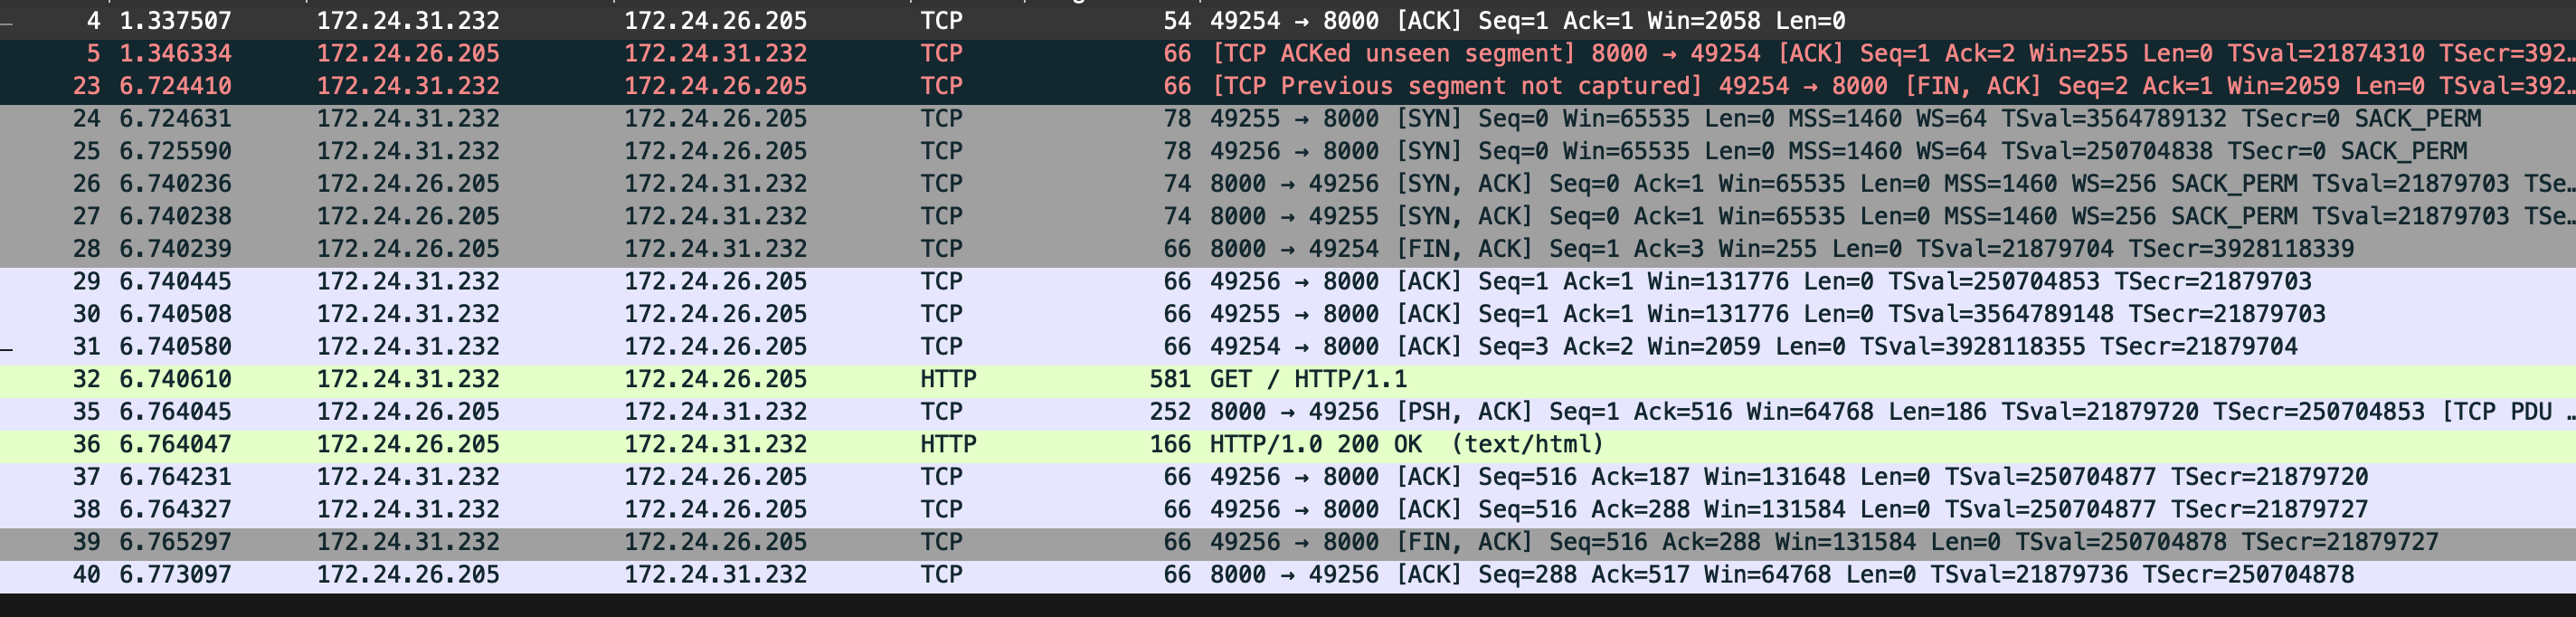 4 1.337507 172.24.31.232 172.24.26.205 TCP 54 49254 → 8000 [ACK] Seq=1 Ack=1 Win=2058 Len=0
5 1.346334 172.24.26.205 172.24.31.232 TCP 66 [TCP ACKed unseen segment] 8000 → 49254 [ACK] Seq=1 Ack=2 Win=255 Len=0 TSval=21874310 TSecr=392…
23 6.724410 172.24.31.232 172.24.26.205 TCP 66 [TCP Previous segment not captured] 49254 → 8000 [FIN, ACK] Seq=2 Ack=1 Win=2059 Len=0 TSval=392…
24 6.724631 172.24.31.232 172.24.26.205 TCP 78 49255 → 8000 [SYN] Seq=0 Win=65535 Len=0 MSS=1460 WS=64 TSval=3564789132 TSecr=0 SACK_PERM
25 6.725590 172.24.31.232 172.24.26.205 TCP 78 49256 → 8000 [SYN] Seq=0 Win=65535 Len=0 MSS=1460 WS=64 TSval=250704838 TSecr=0 SACK_PERM
26 6.740236 172.24.26.205 172.24.31.232 TCP 74 8000 → 49256 [SYN, ACK] Seq=0 Ack=1 Win=65535 Len=0 MSS=1460 WS=256 SACK_PERM TSval=21879703 TSe…
27 6.740238 172.24.26.205 172.24.31.232 TCP 74 8000 → 49255 [SYN, ACK] Seq=0 Ack=1 Win=65535 Len=0 MSS=1460 WS=256 SACK_PERM TSval=21879703 TSe…
28 6.740239 172.24.26.205 172.24.31.232 TCP 66 8000 → 49254 [FIN, ACK] Seq=1 Ack=3 Win=255 Len=0 TSval=21879704 TSecr=3928118339
29 6.740445 172.24.31.232 172.24.26.205 TCP 66 49256 → 8000 [ACK] Seq=1 Ack=1 Win=131776 Len=0 TSval=250704853 TSecr=21879703
30 6.740508 172.24.31.232 172.24.26.205 TCP 66 49255 → 8000 [ACK] Seq=1 Ack=1 Win=131776 Len=0 TSval=3564789148 TSecr=21879703
31 6.740580 172.24.31.232 172.24.26.205 TCP 66 49254 → 8000 [ACK] Seq=3 Ack=2 Win=2059 Len=0 TSval=3928118355 TSecr=21879704
32 6.740610 172.24.31.232 172.24.26.205 HTTP 581 GET / HTTP/1.1
35 6.764045 172.24.26.205 172.24.31.232 TCP 252 8000 → 49256 [PSH, ACK] Seq=1 Ack=516 Win=64768 Len=186 TSval=21879720 TSecr=250704853 [TCP PDU …
36 6.764047 172.24.26.205 172.24.31.232 HTTP 166 HTTP/1.0 200 OK (text/html)
37 6.764231 172.24.31.232 172.24.26.205 TCP 66 49256 → 8000 [ACK] Seq=516 Ack=187 Win=131648 Len=0 TSval=250704877 TSecr=21879720
38 6.764327 172.24.31.232 172.24.26.205 TCP 66 49256 → 8000 [ACK] Seq=516 Ack=288 Win=131584 Len=0 TSval=250704877 TSecr=21879727
39 6.765297 172.24.31.232 172.24.26.205 TCP 66 49256 → 8000 [FIN, ACK] Seq=516 Ack=288 Win=131584 Len=0 TSval=250704878 TSecr=21879727
40 6.773097 172.24.26.205 172.24.31.232 TCP 66 8000 → 49256 [ACK] Seq=288 Ack=517 Win=64768 Len=0 TSval=21879736 TSecr=250704878